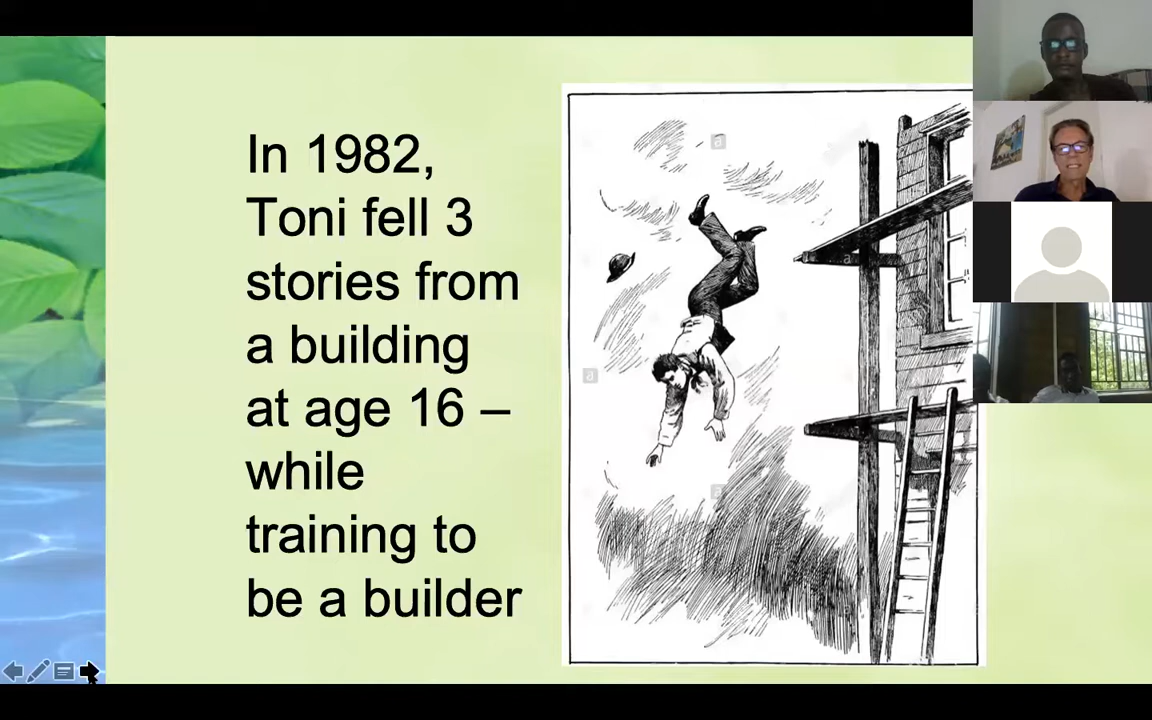 In 1982,
Toni fell 3
stories from
a building
at age 16 –
while
training to
be a builder
a
a
a
a